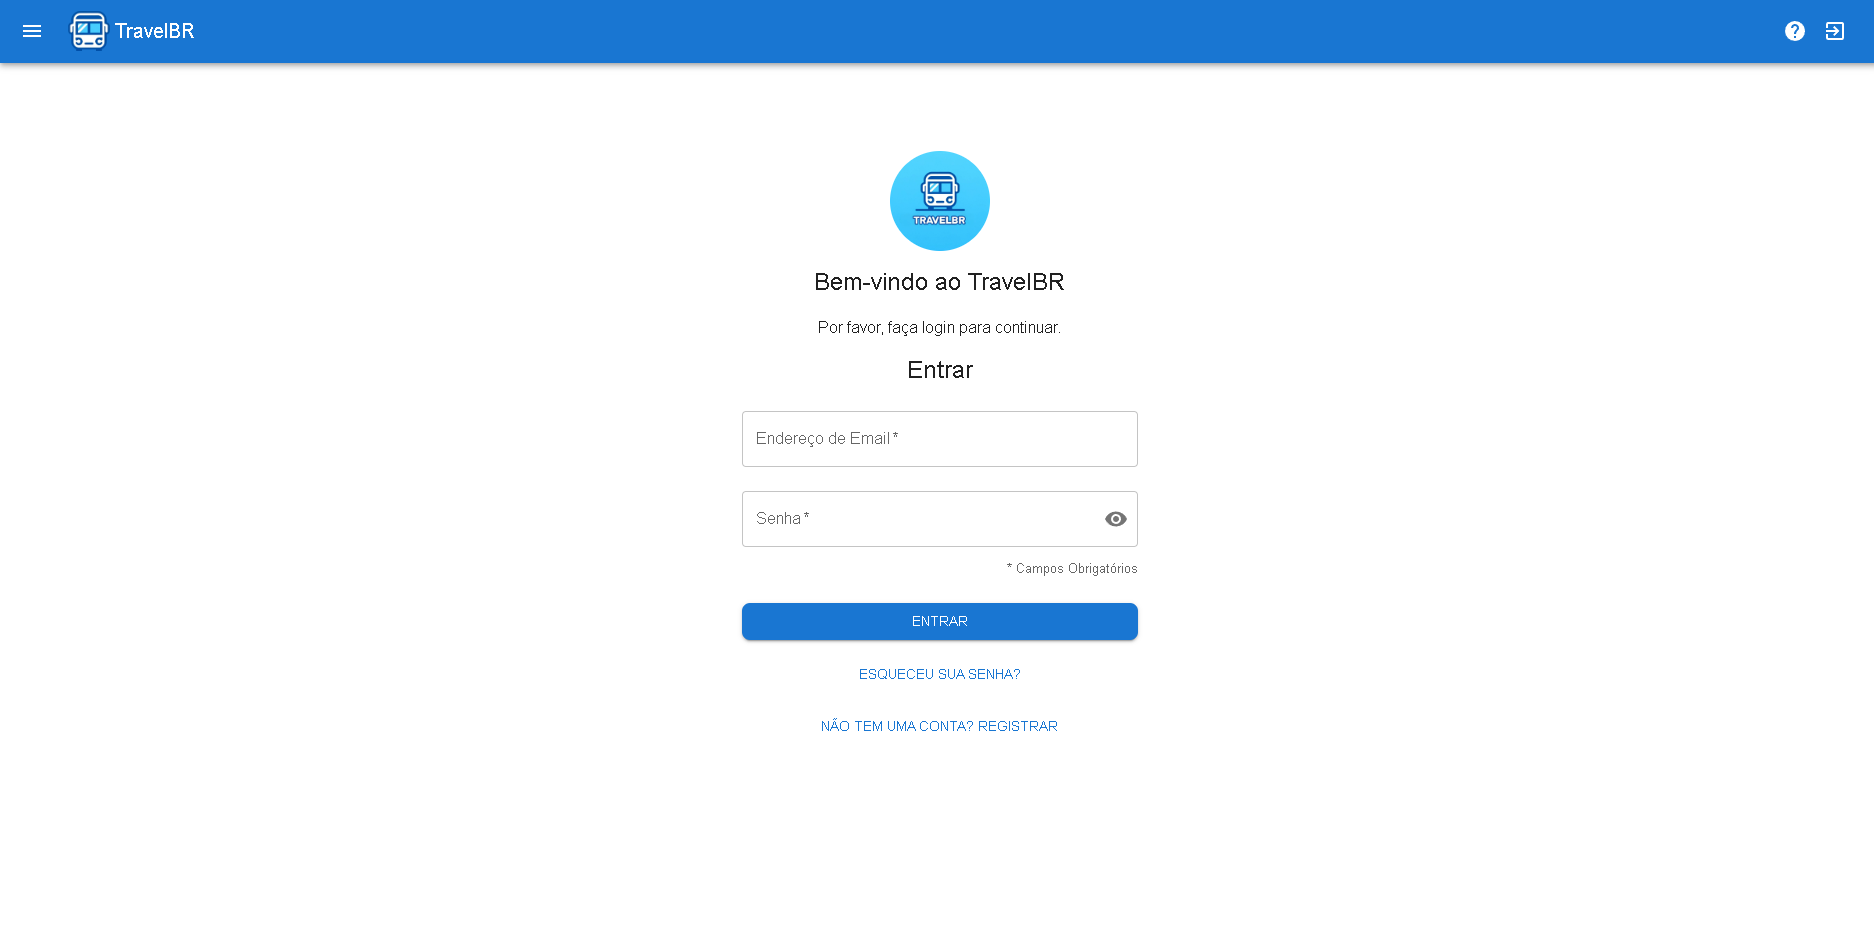 TravelBR
TRAVELBR
Bem-vindo ao TravelBR
Por favor, faça login para continuar.
Entrar
Endereço de Email *
Senha *
* Campos Obrigatórios
ENTRAR
ESQUECEU SUA SENHA?
NÃO TEM UMA CONTA? REGISTRAR